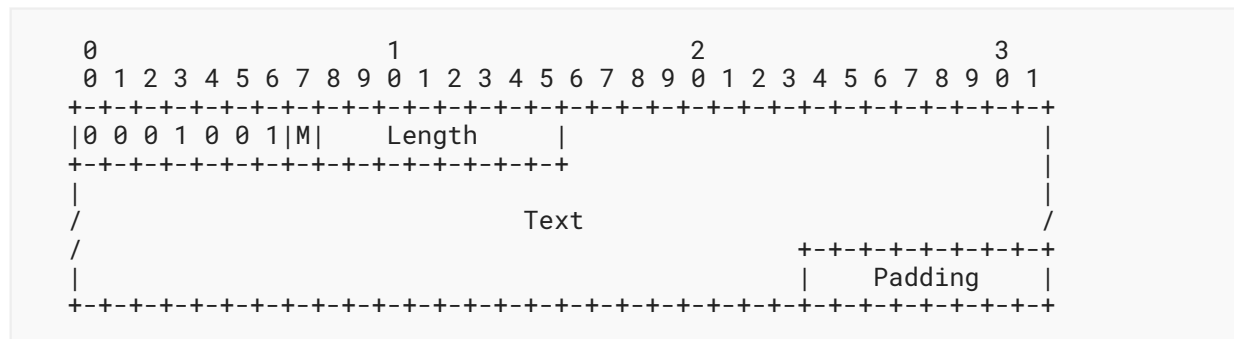 0                   1                   2                   3
 0 1 2 3 4 5 6 7 8 9 0 1 2 3 4 5 6 7 8 9 0 1 2 3 4 5 6 7 8 9 0 1
+-+-+-+-+-+-+-+-+-+-+-+-+-+-+-+-+-+-+-+-+-+-+-+-+-+-+-+-+-+-+-+-+
|0 0 0 1 0 0 1|M|    Length     |                               |
+-+-+-+-+-+-+-+-+-+-+-+-+-+-+-+-+                               |
|                                                               |
/                             Text                              /
/                                               +-+-+-+-+-+-+-+-+
|                                               |    Padding    |
+-+-+-+-+-+-+-+-+-+-+-+-+-+-+-+-+-+-+-+-+-+-+-+-+-+-+-+-+-+-+-+-+